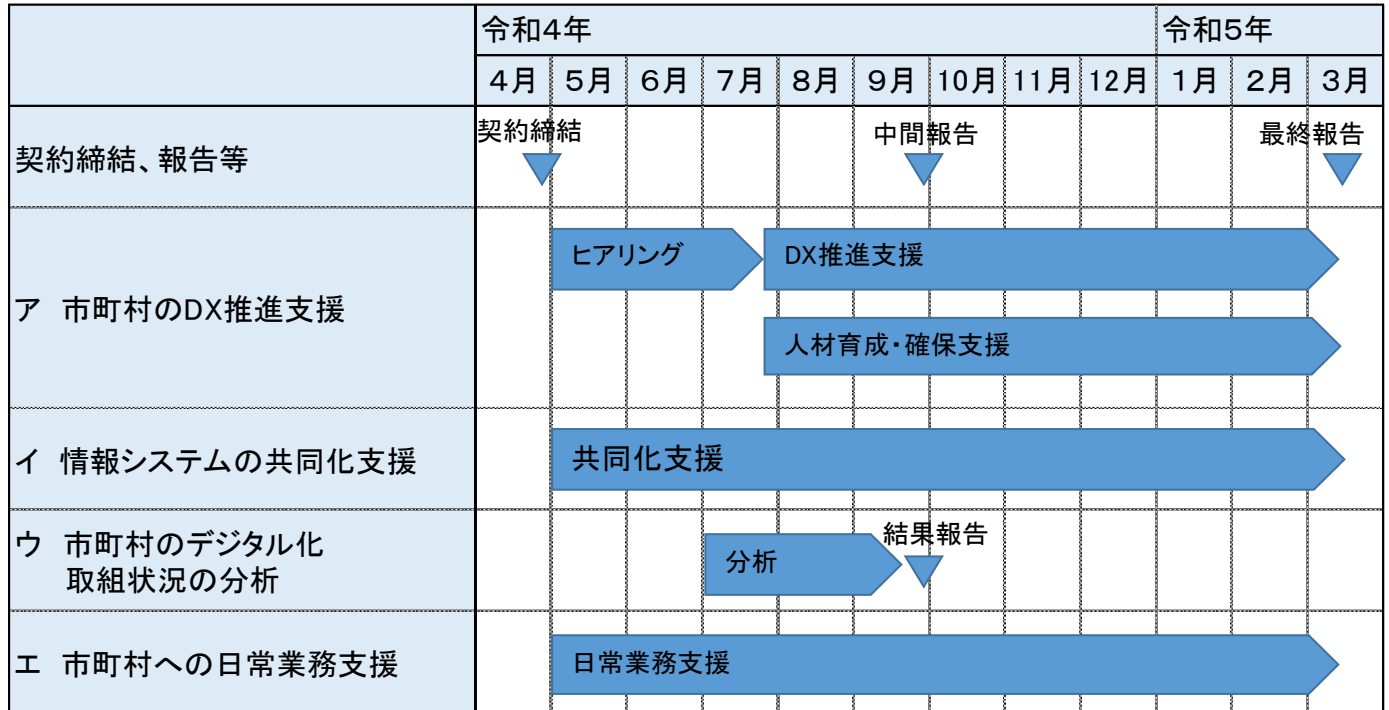 令和4年 令和5年
4月 5月 6月 7月 8月 9月 10月 11月 12月 1月 2月 3月
契約締結 中間報告 最終報告
契約締結、報告等
ヒアリング DX推進支援
ア 市町村のDX推進支援
人材育成・確保支援
イ 情報システムの共同化支援 共同化支援
結果報告
ウ 市町村のデジタル化
取組状況の分析
分析
エ 市町村への日常業務支援 日常業務支援